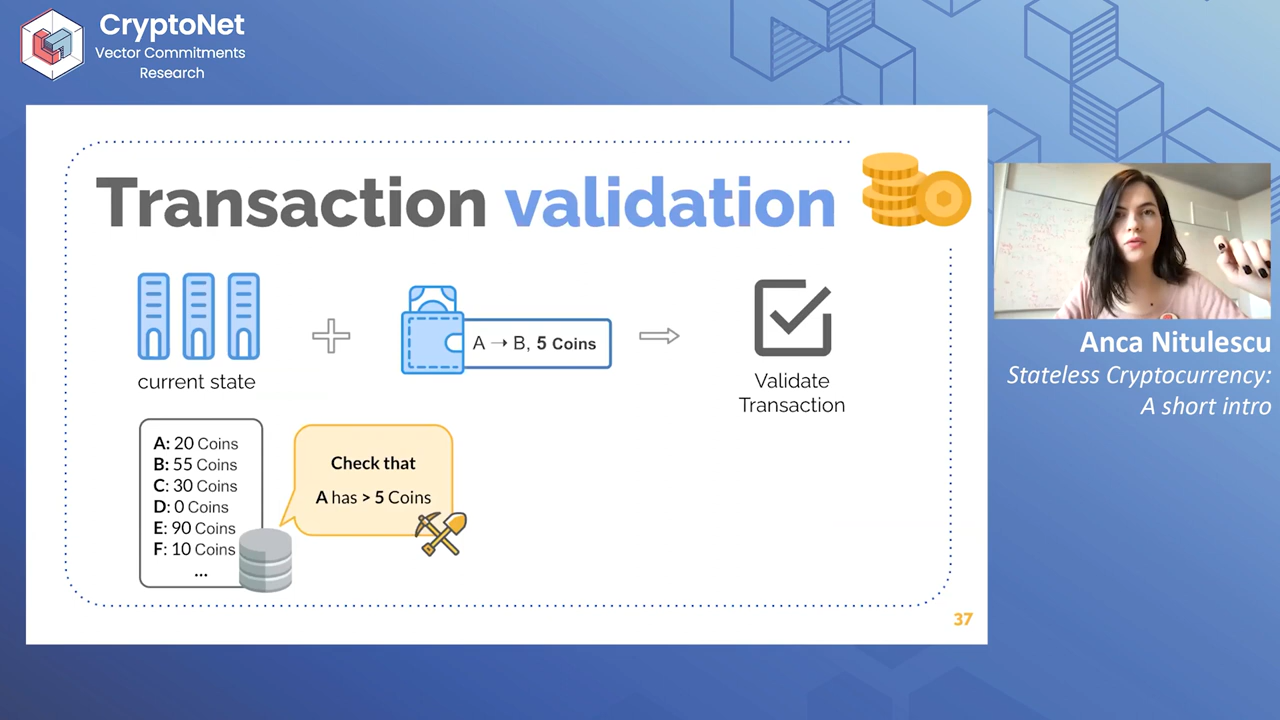 CryptoNet
Vector Commitments
Research
Transaction validation
current state
A → B, 5 Coins
Validate
Transaction
A: 20 Coins
B: 55 Coins
C: 30 Coins
D: 0 Coins
E: 90 Coins
F: 10 Coins
...
Check that
A has > 5 Coins
37
Anca Nitulescu
Stateless Cryptocurrency:
A short intro